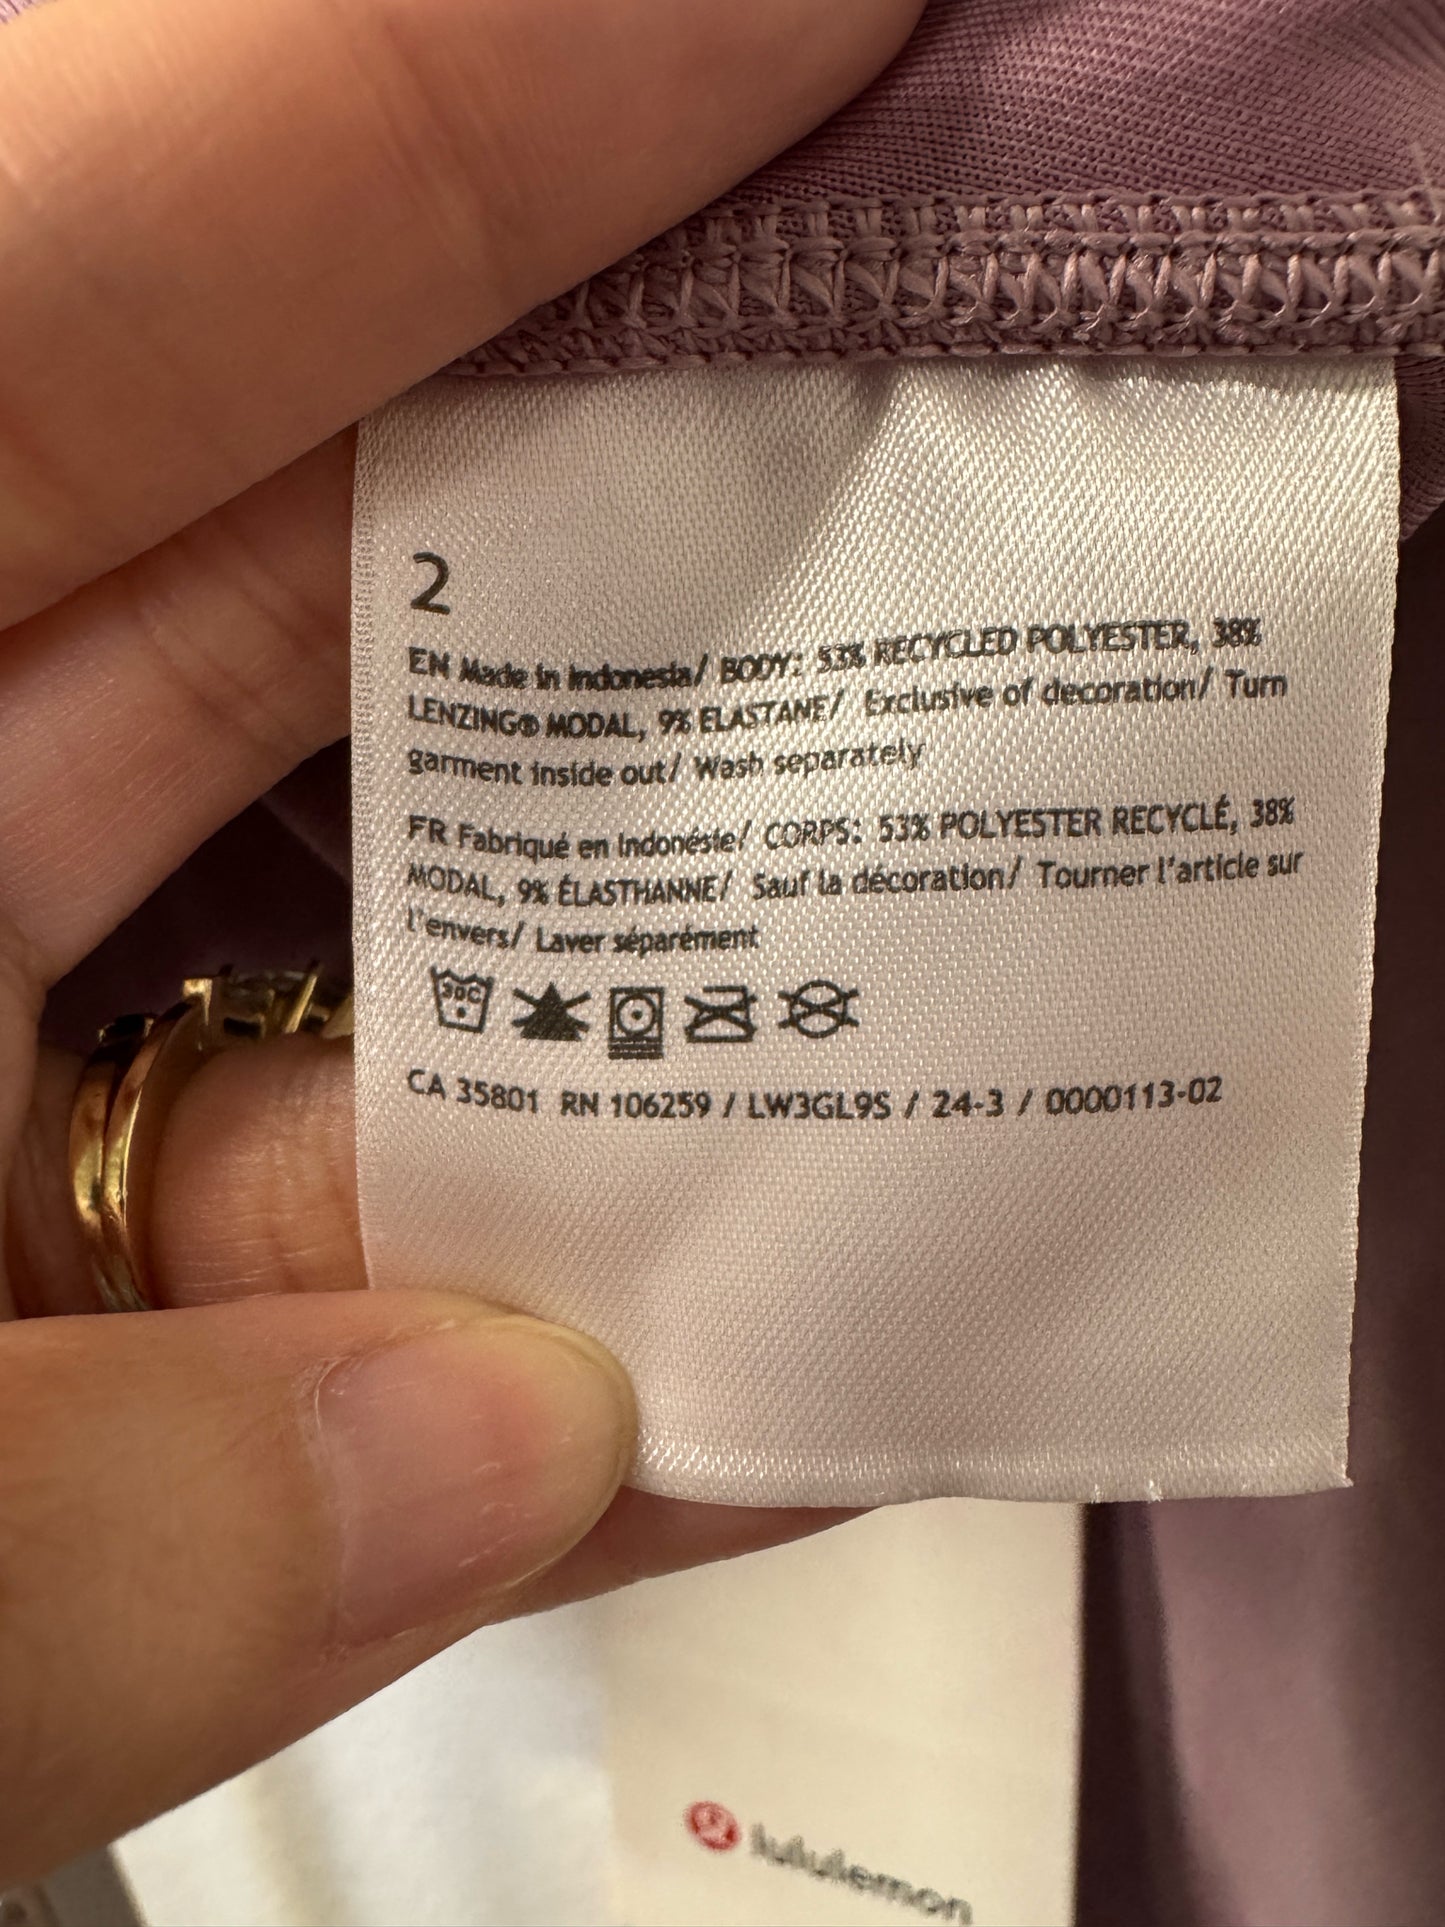 2
EN Made in Indonesia/ BODY: 53% RECYCLED POLYESTER, 38%
LENZING® MODAL, 9% ELASTANE/ Exclusive of decoration/ Turn
garment inside out/ Wash separately
FR Fabriqué en Indonésie/ CORPS: 53% POLYESTER RECYCLÉ, 38%
MODAL, 9% ÉLASTHANNE/ Sauf la décoration/ Tourner l'article sur
l'envers/ Laver séparément
30C
CA 35801 RN 106259 / LW3GL9S / 24-3 / 0000113-02
lululemon